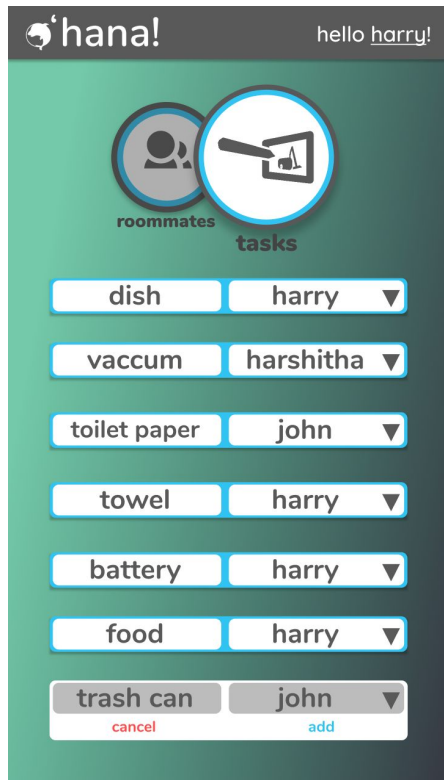 ‘hana!
hello harry!
roommates
tasks
dish harry
vaccum harshitha
toilet paper john
towel harry
battery harry
food harry
trash can john
cancel add